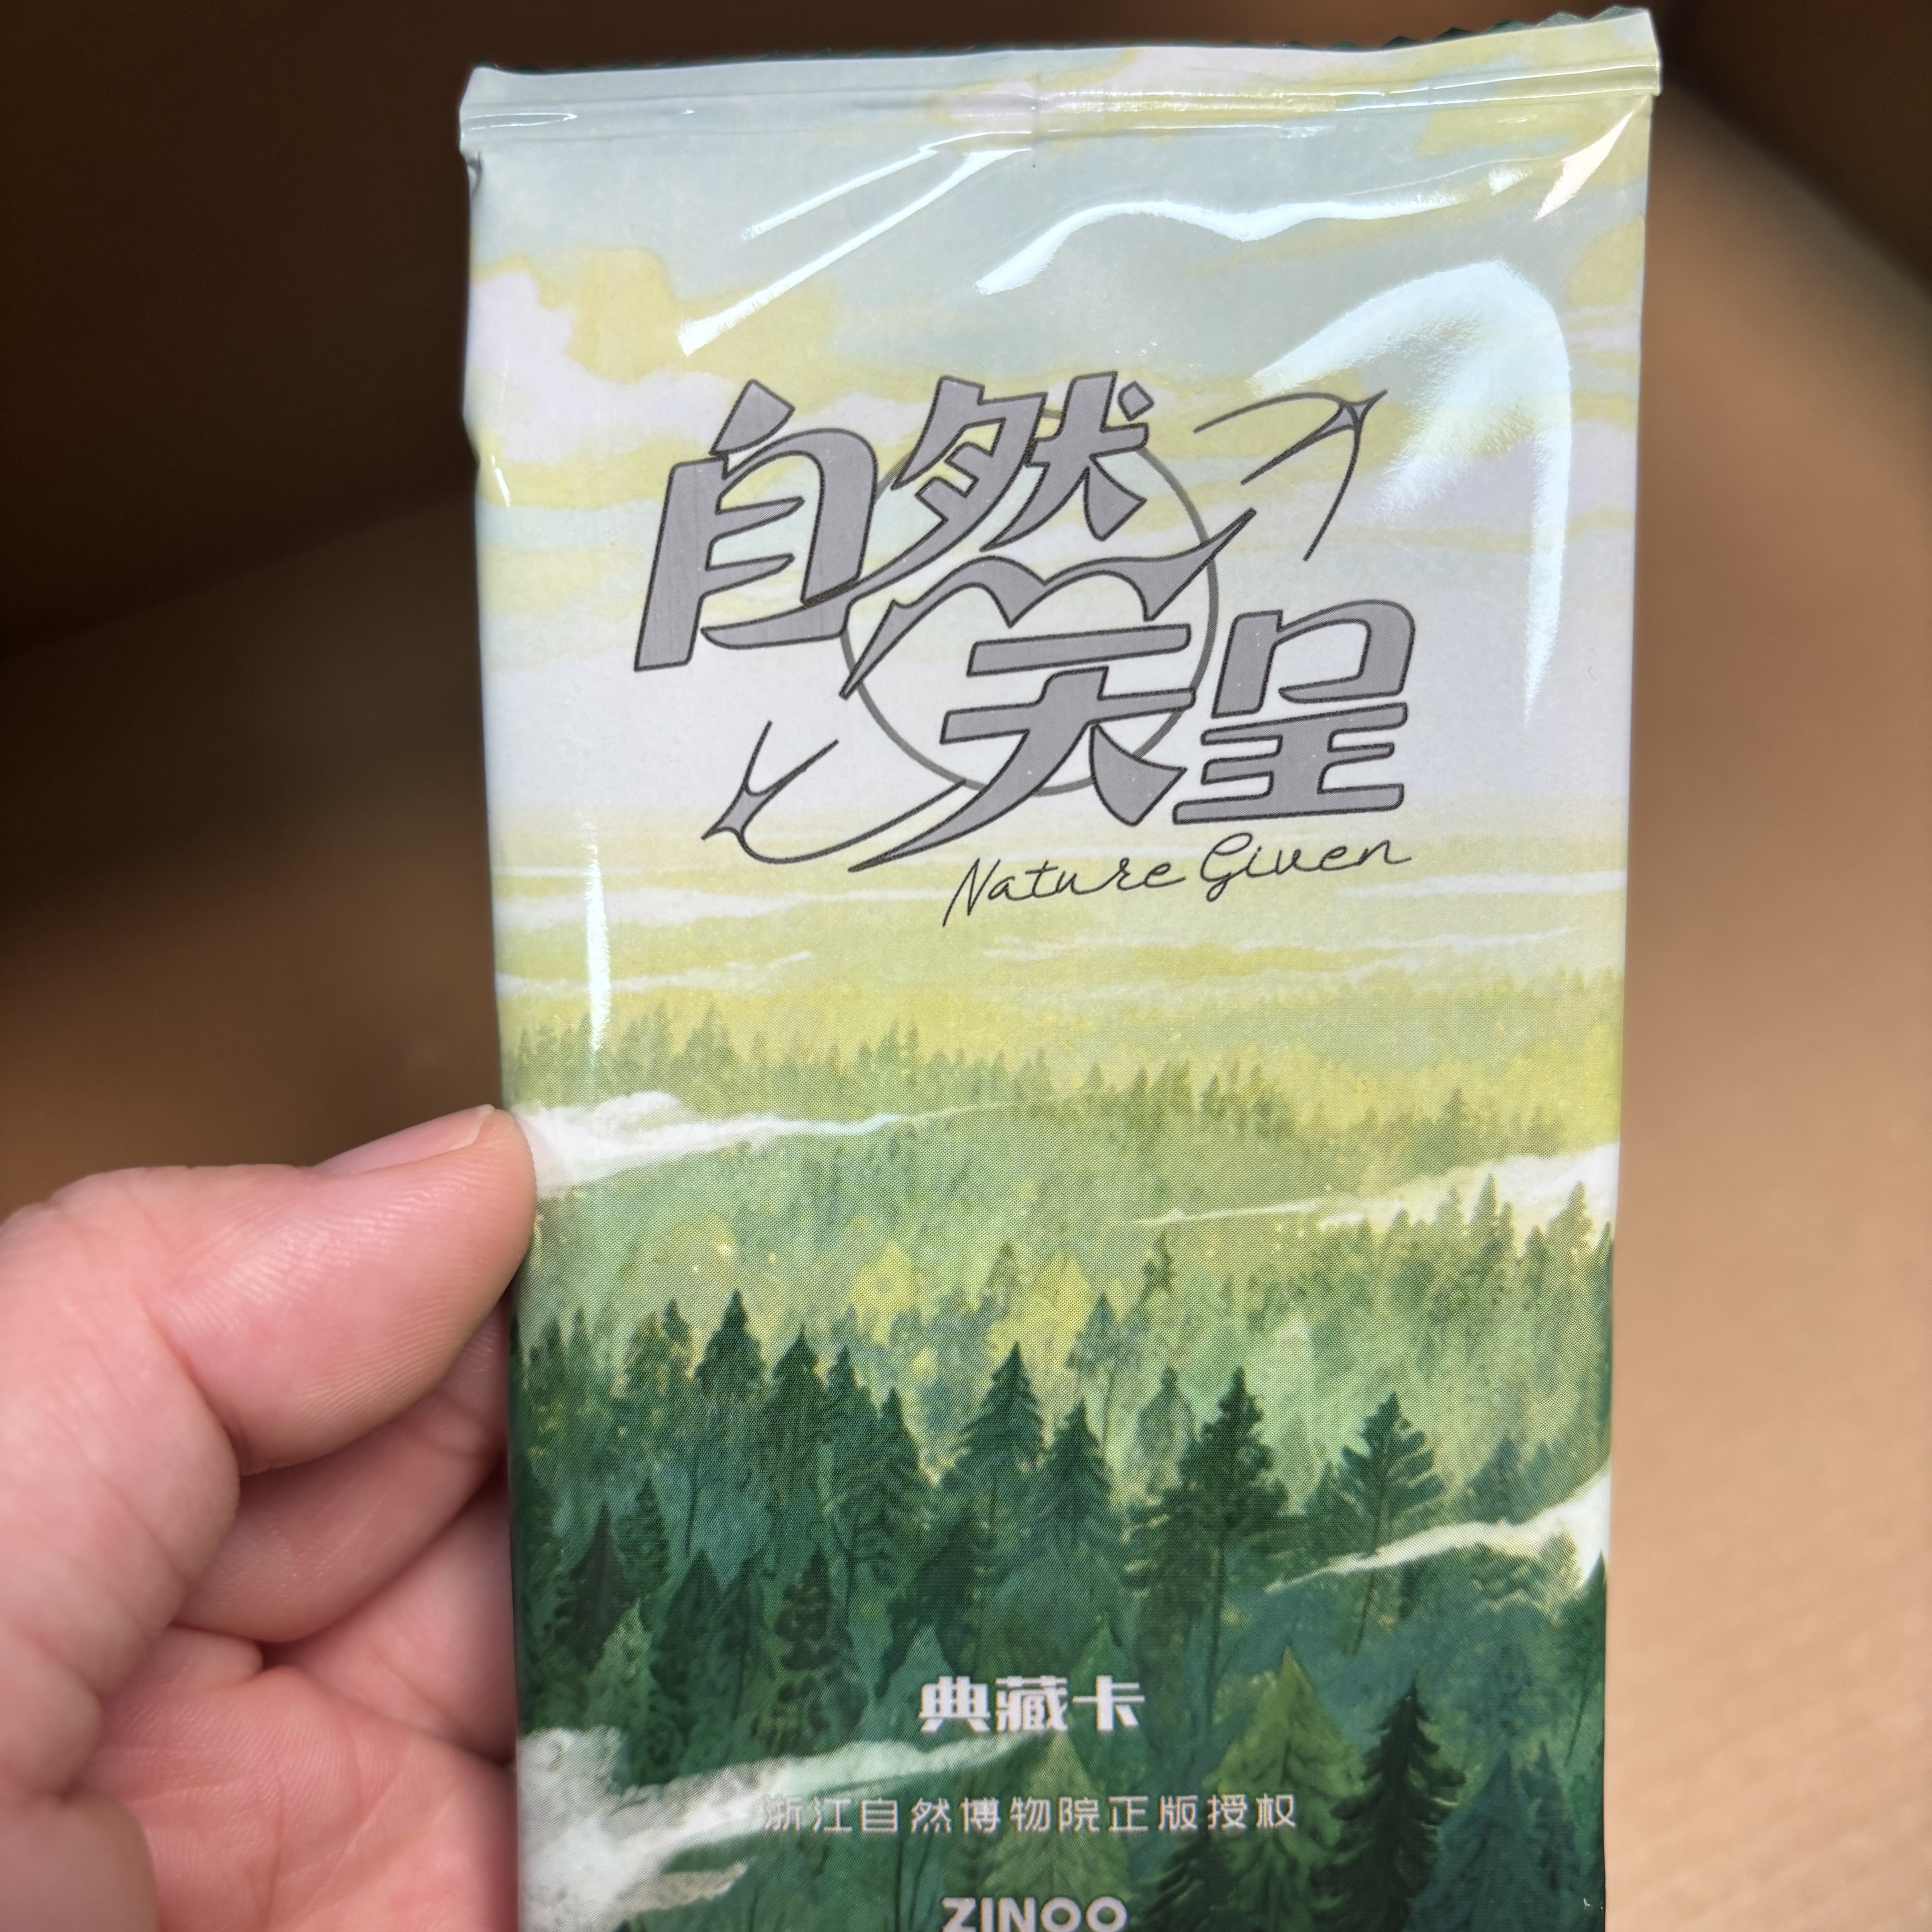 自然
天呈
Nature Given
典藏卡
浙江自然博物院正版授权
ZINOO